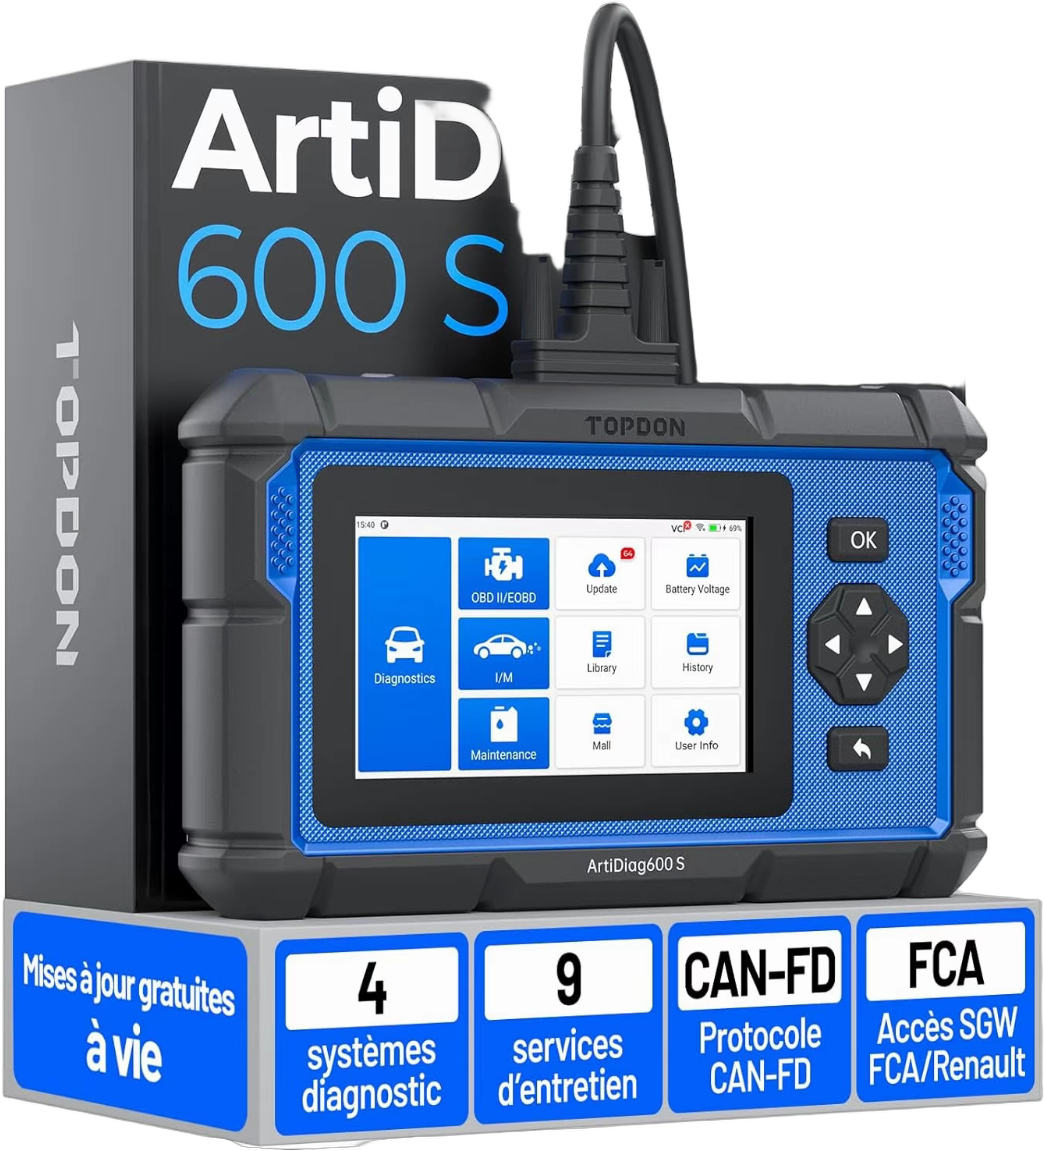 ArtiD
600 S
TOPDON
TOPDON
15:40
VCI
69%
Diagnostics
OBD II/EOBD
I/M
Maintenance
64
Update
Battery Voltage
Library
History
Mall
User Info
OK
ArtiDiag600 S
Mises à jour gratuites
à vie
4
systèmes
diagnostic
9
services
d'entretien
CAN-FD
Protocole
CAN-FD
FCA
Accès SGW
FCA/Renault